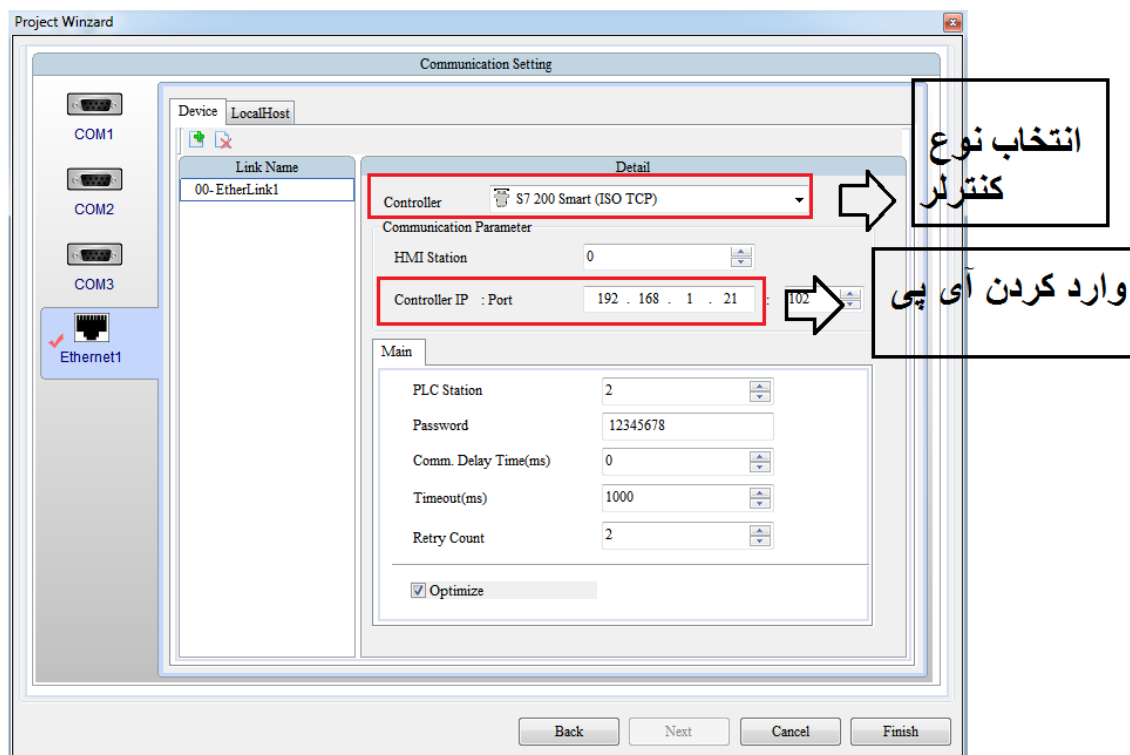 Project Winzard
Communication Setting
COM1
COM2
COM3
Ethernet1
Device LocalHost
Link Name
00- EtherLink1
Detail
Controller S7 200 Smart (ISO TCP)
Communication Parameter
HMI Station 0
Controller IP : Port 192 . 168 . 1 . 21 : 102
Main
PLC Station 2
Password 12345678
Comm. Delay Time(ms) 0
Timeout(ms) 1000
Retry Count 2
Optimize
Back Next Cancel Finish
انتخاب نوع
کنترلر
وارد کردن آی پی